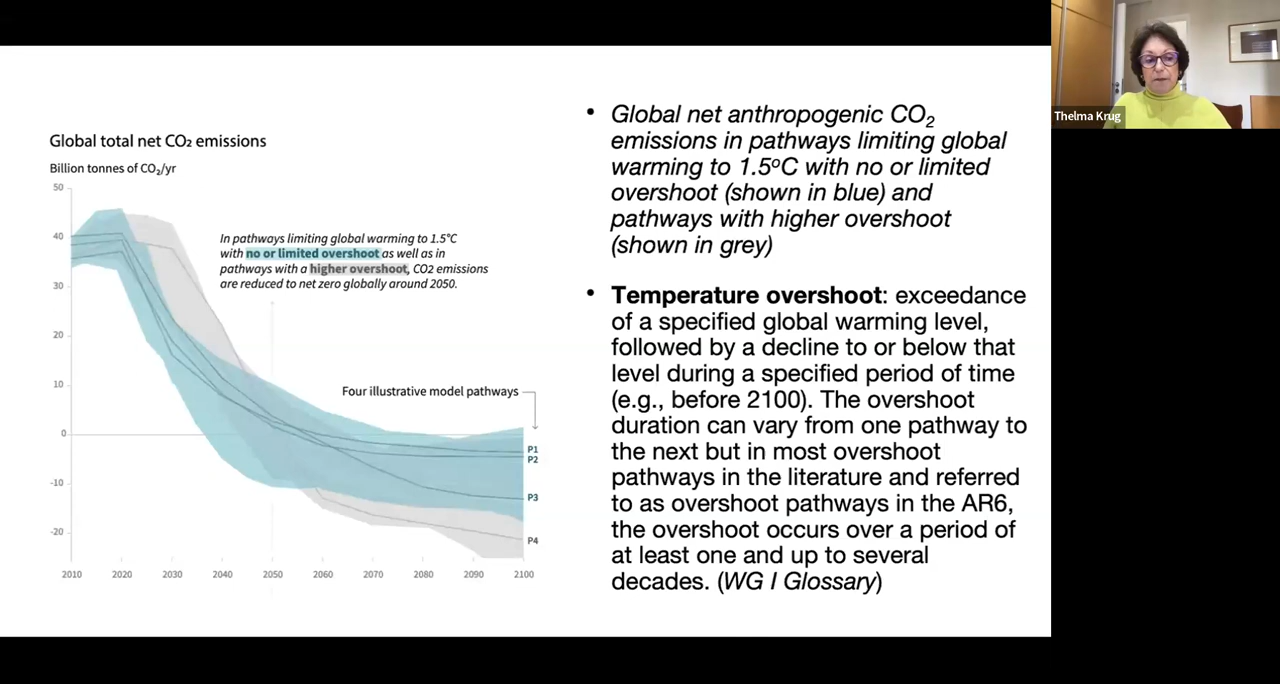 Thelma Krug
Global total net CO₂ emissions
Billion tonnes of CO₂/yr
50
40
30
20
10
0
-10
-20
2010 2020 2030 2040 2050 2060 2070 2080 2090 2100
In pathways limiting global warming to 1.5°C
with no or limited overshoot as well as in
pathways with a higher overshoot, CO2 emissions
are reduced to net zero globally around 2050.
Four illustrative model pathways
P1
P2
P3
P4
• Global net anthropogenic CO₂
emissions in pathways limiting global
warming to 1.5ºC with no or limited
overshoot (shown in blue) and
pathways with higher overshoot
(shown in grey)
• Temperature overshoot: exceedance
of a specified global warming level,
followed by a decline to or below that
level during a specified period of time
(e.g., before 2100). The overshoot
duration can vary from one pathway to
the next but in most overshoot
pathways in the literature and referred
to as overshoot pathways in the AR6,
the overshoot occurs over a period of
at least one and up to several
decades. (WG I Glossary)